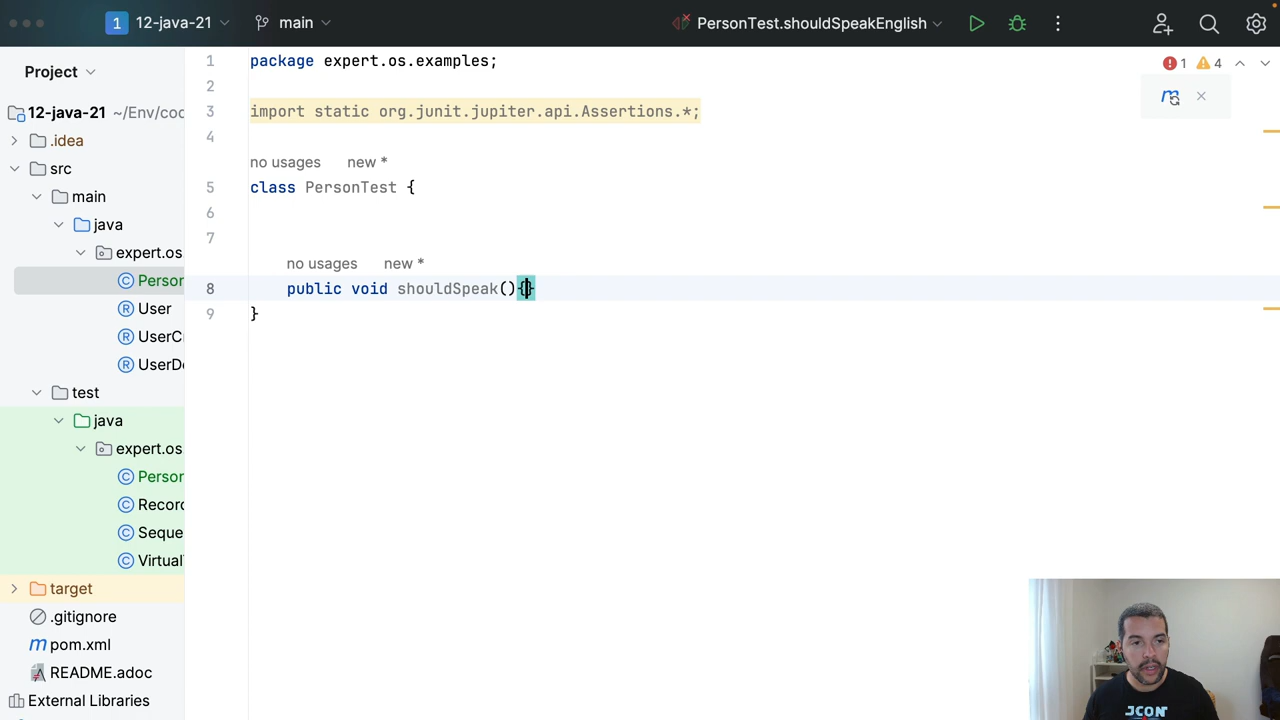 1 12-java-21 main PersonTest.shouldSpeakEnglish
Project
12-java-21 ~/Env/coc
.idea
src
main
java
expert.os
Person
User
UserC
UserDe
test
java
expert.os
Person
Record
Seque
Virtual
target
.gitignore
m pom.xml
README.adoc
External Libraries
1 package expert.os.examples;
2
3 import static org.junit.jupiter.api.Assertions.*;
4
no usages new *
5 class PersonTest {
6
7
no usages new *
8 public void shouldSpeak(){}
9 }
1 4
JCON